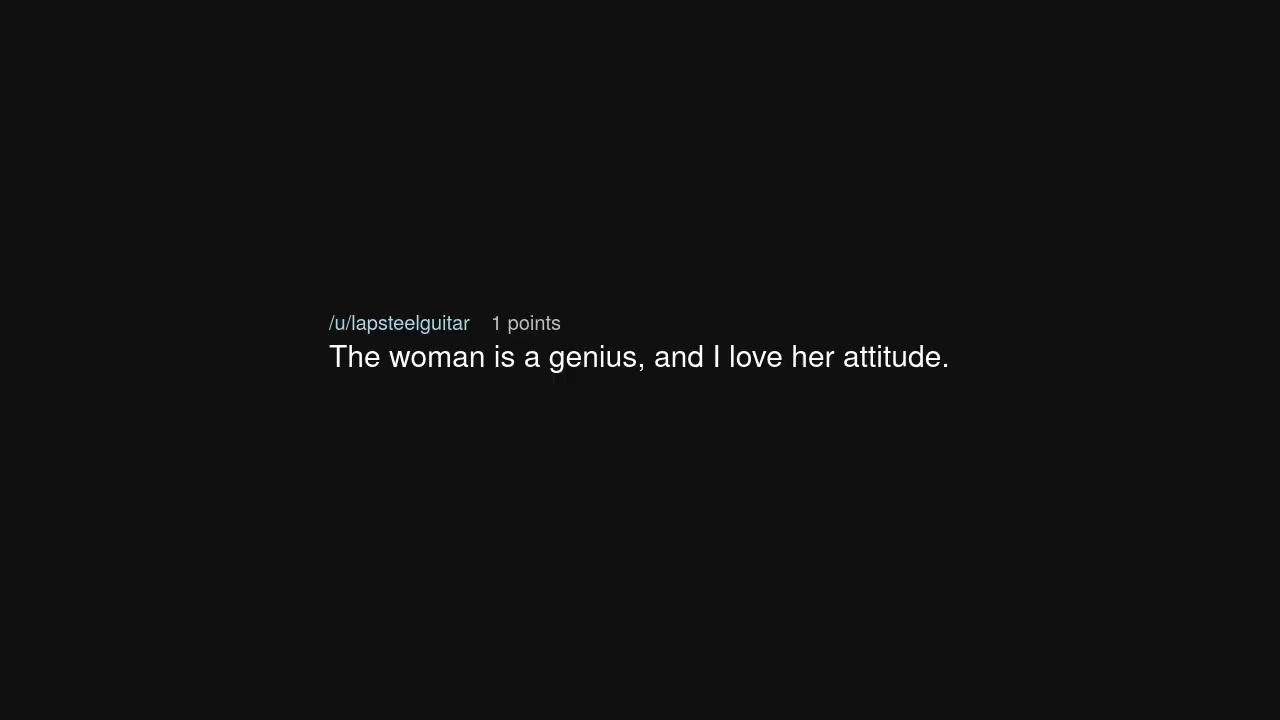 /u/lapsteelguitar 1 points
The woman is a genius, and I love her attitude.